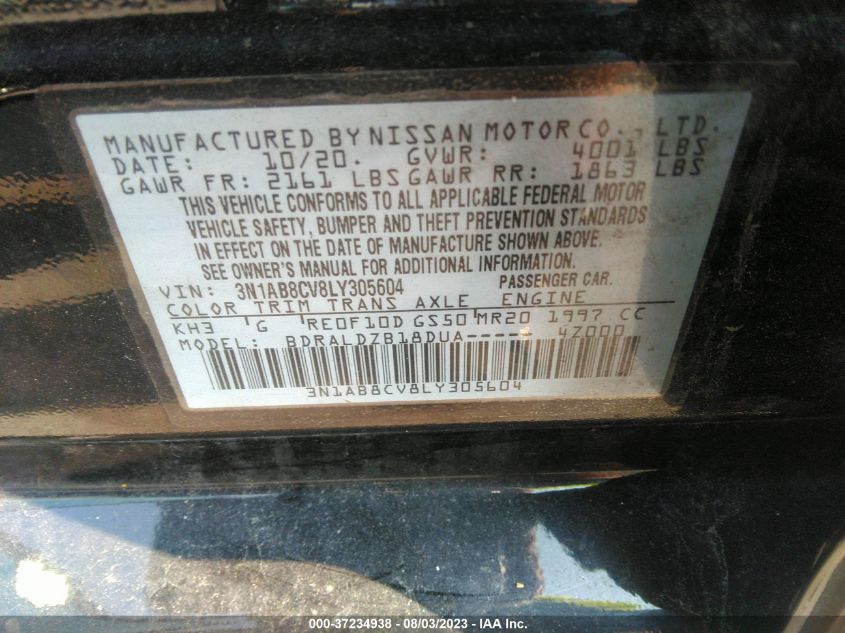 MANUFACTURED BY NISSAN MOTOR CO., LTD.
DATE: 10/20. GVWR: 4001 LBS
GAWR FR: 2161 LBS GAWR RR: 1863 LBS
THIS VEHICLE CONFORMS TO ALL APPLICABLE FEDERAL MOTOR
VEHICLE SAFETY, BUMPER AND THEFT PREVENTION STANDARDS
IN EFFECT ON THE DATE OF MANUFACTURE SHOWN ABOVE.
SEE OWNER'S MANUAL FOR ADDITIONAL INFORMATION.
VIN: 3N1AB8CV8LY305604 PASSENGER CAR.
COLOR TRIM TRANS AXLE ENGINE
KH3 G RE0F10D GS50 MR20 1997 CC
MODEL: BDRALDZB18DUA----- 4Z000
3N1AB8CV8LY305604
000-37234938 - 08/03/2023 - IAA Inc.